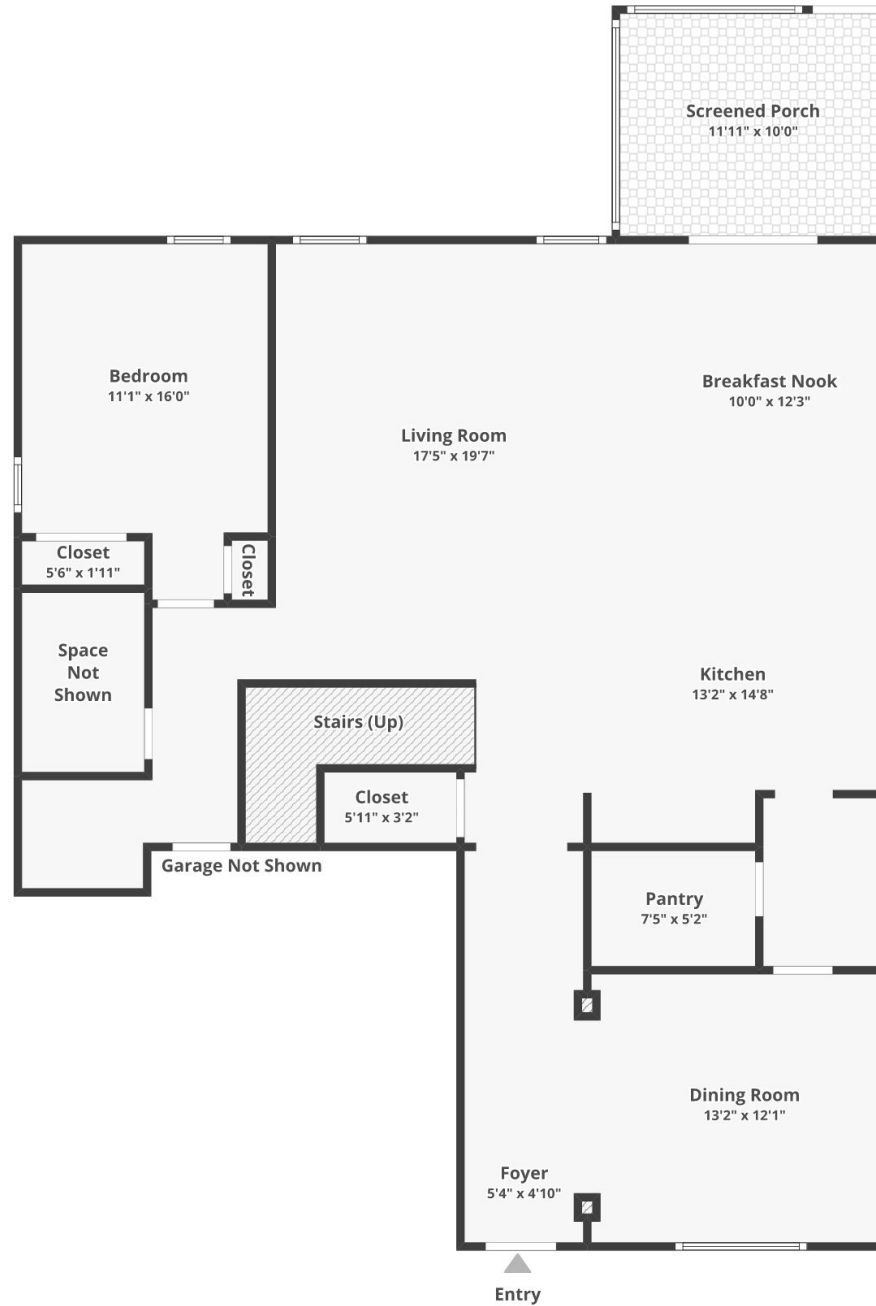 Screened Porch
11'11" x 10'0"
Bedroom
11'1" x 16'0"
Breakfast Nook
10'0" x 12'3"
Living Room
17'5" x 19'7"
Closet
5'6" x 1'11"
Closet
Space
Not
Shown
Kitchen
13'2" x 14'8"
Stairs (Up)
Closet
5'11" x 3'2"
Garage Not Shown
Pantry
7'5" x 5'2"
Dining Room
13'2" x 12'1"
Foyer
5'4" x 4'10"
Entry